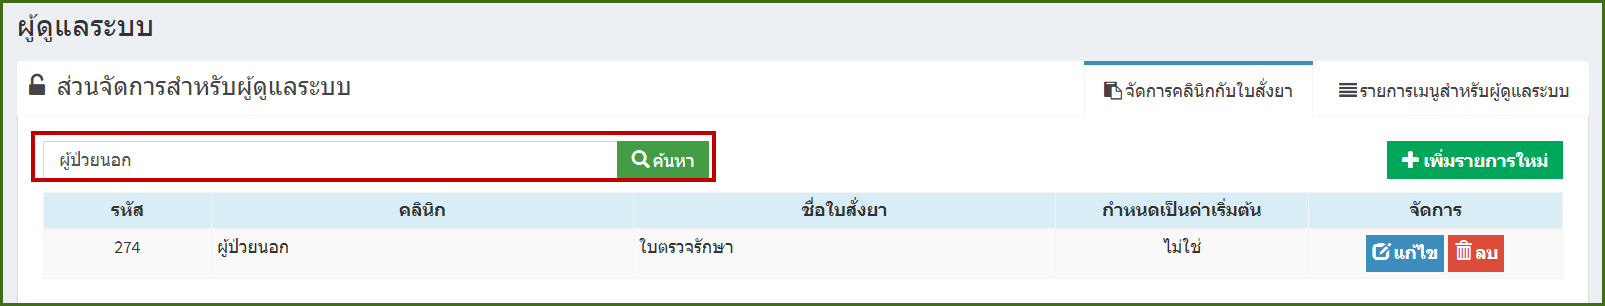 ผู้ดูแลระบบ
ส่วนจัดการสำหรับผู้ดูแลระบบ
จัดการคลินิกกับใบสั่งยา
รายการเมนูสำหรับผู้ดูแลระบบ
ผู้ป่วยนอก ค้นหา
เพิ่มรายการใหม่
รหัส คลินิก ชื่อใบสั่งยา กำหนดเป็นค่าเริ่มต้น จัดการ
274 ผู้ป่วยนอก ใบตรวจรักษา ไม่ใช่ แก้ไข ลบ